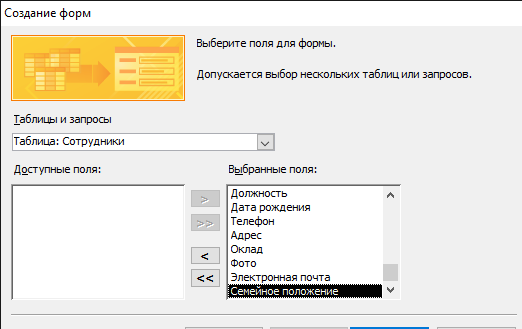 Создание форм
Выберите поля для формы.
Допускается выбор нескольких таблиц или запросов.
Таблицы и запросы
Таблица: Сотрудники
Доступные поля:
Выбранные поля:
>
>>
<
<<
Должность
Дата рождения
Телефон
Адрес
Оклад
Фото
Электронная почта
Семейное положение